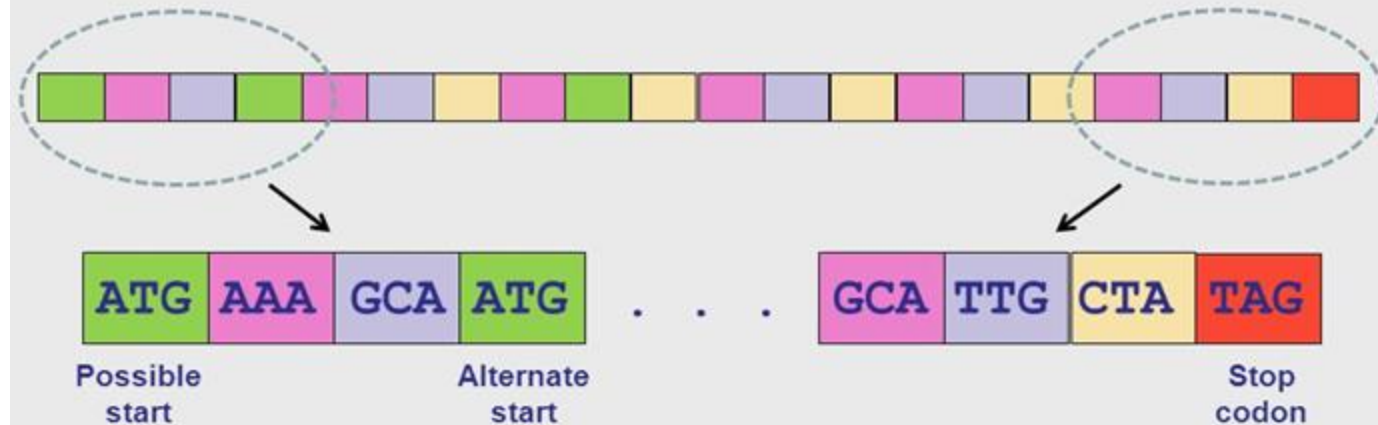 ATG AAA GCA ATG . . . GCA TTG CTA TAG
Possible start
Alternate start
Stop codon